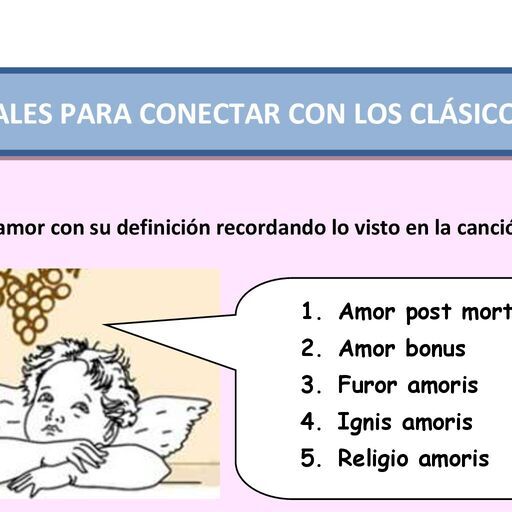 ALES PARA CONECTAR CON LOS CLÁSICO
amor con su definición recordando lo visto en la canció
1. Amor post mort
2. Amor bonus
3. Furor amoris
4. Ignis amoris
5. Religio amoris